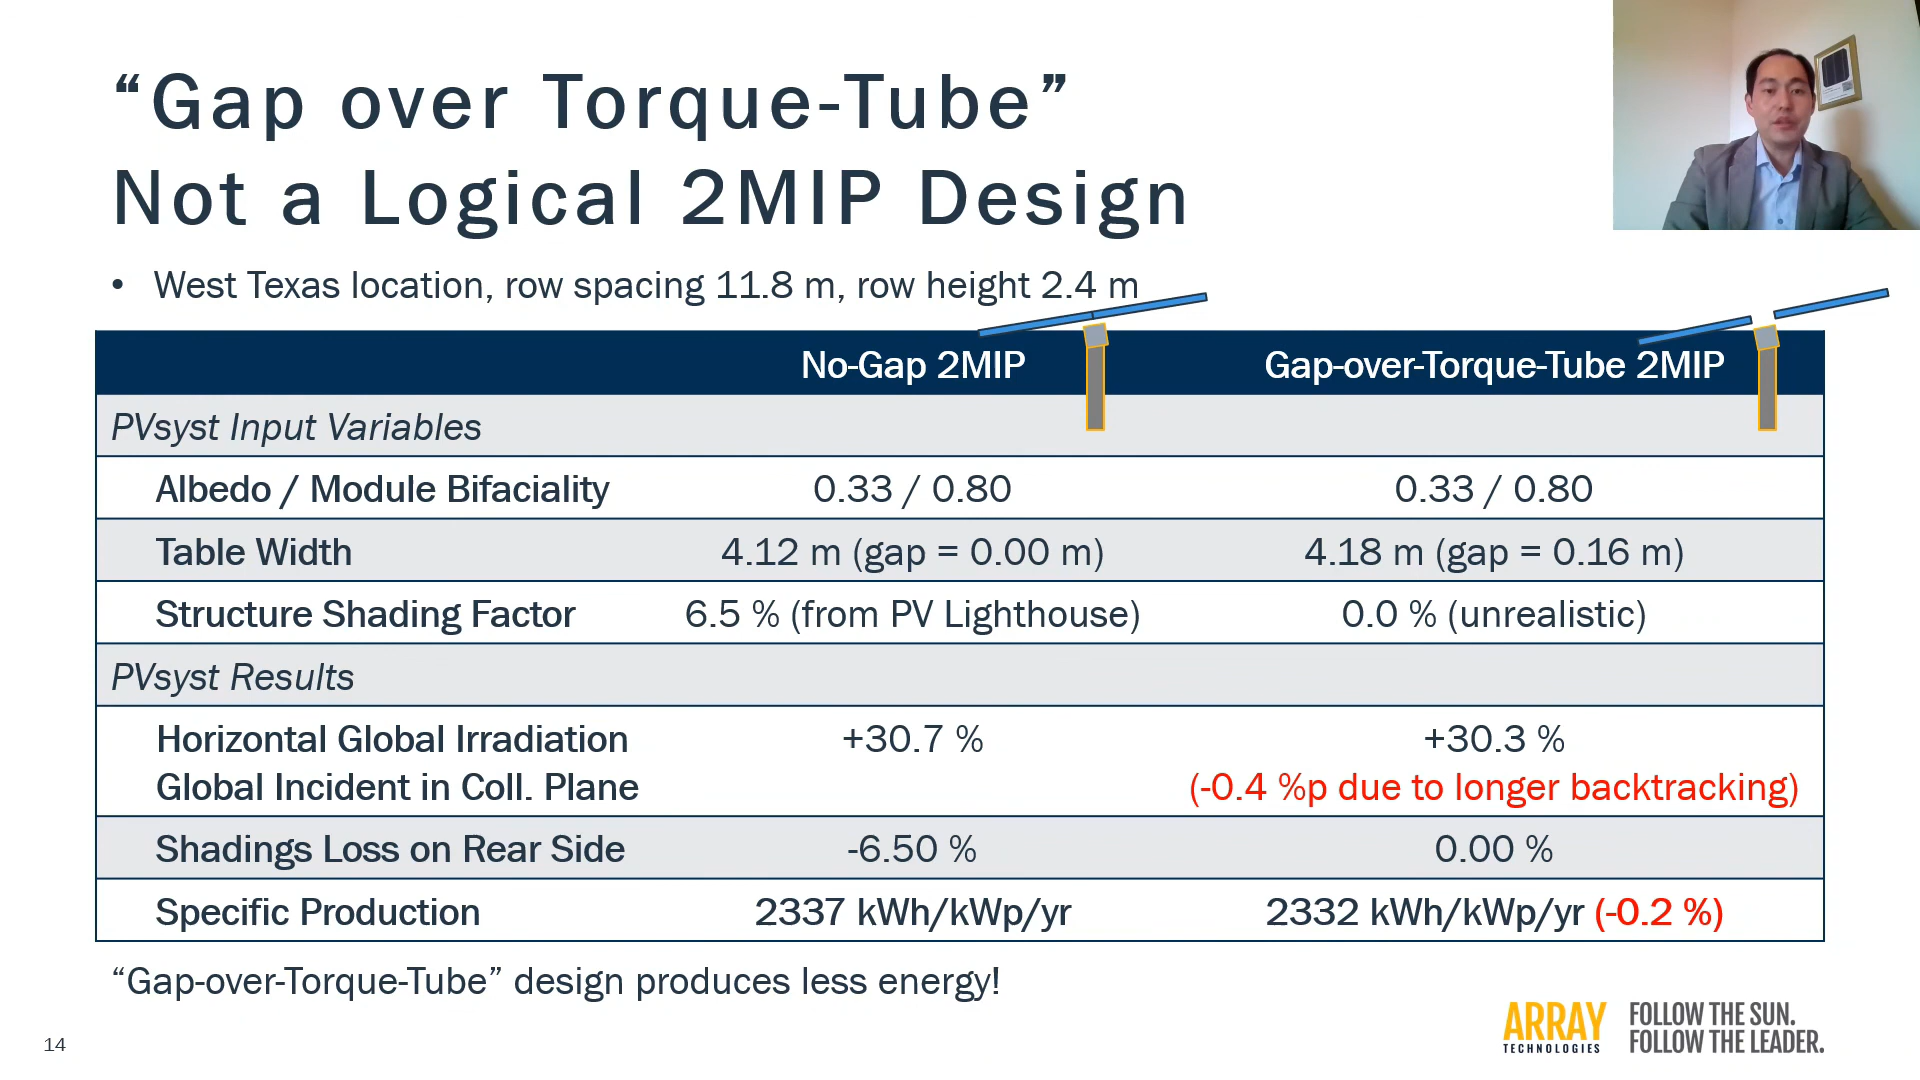 “Gap over Torque-Tube”
Not a Logical 2MIP Design
• West Texas location, row spacing 11.8 m, row height 2.4 m
No-Gap 2MIP Gap-over-Torque-Tube 2MIP
PVsyst Input Variables
Albedo / Module Bifaciality 0.33 / 0.80 0.33 / 0.80
Table Width 4.12 m (gap = 0.00 m) 4.18 m (gap = 0.16 m)
Structure Shading Factor 6.5 % (from PV Lighthouse) 0.0 % (unrealistic)
PVsyst Results
Horizontal Global Irradiation +30.7 % +30.3 %
Global Incident in Coll. Plane (-0.4 %p due to longer backtracking)
Shadings Loss on Rear Side -6.50 % 0.00 %
Specific Production 2337 kWh/kWp/yr 2332 kWh/kWp/yr (-0.2 %)
“Gap-over-Torque-Tube” design produces less energy!
14
ARRAY
TECHNOLOGIES
FOLLOW THE SUN.
FOLLOW THE LEADER.